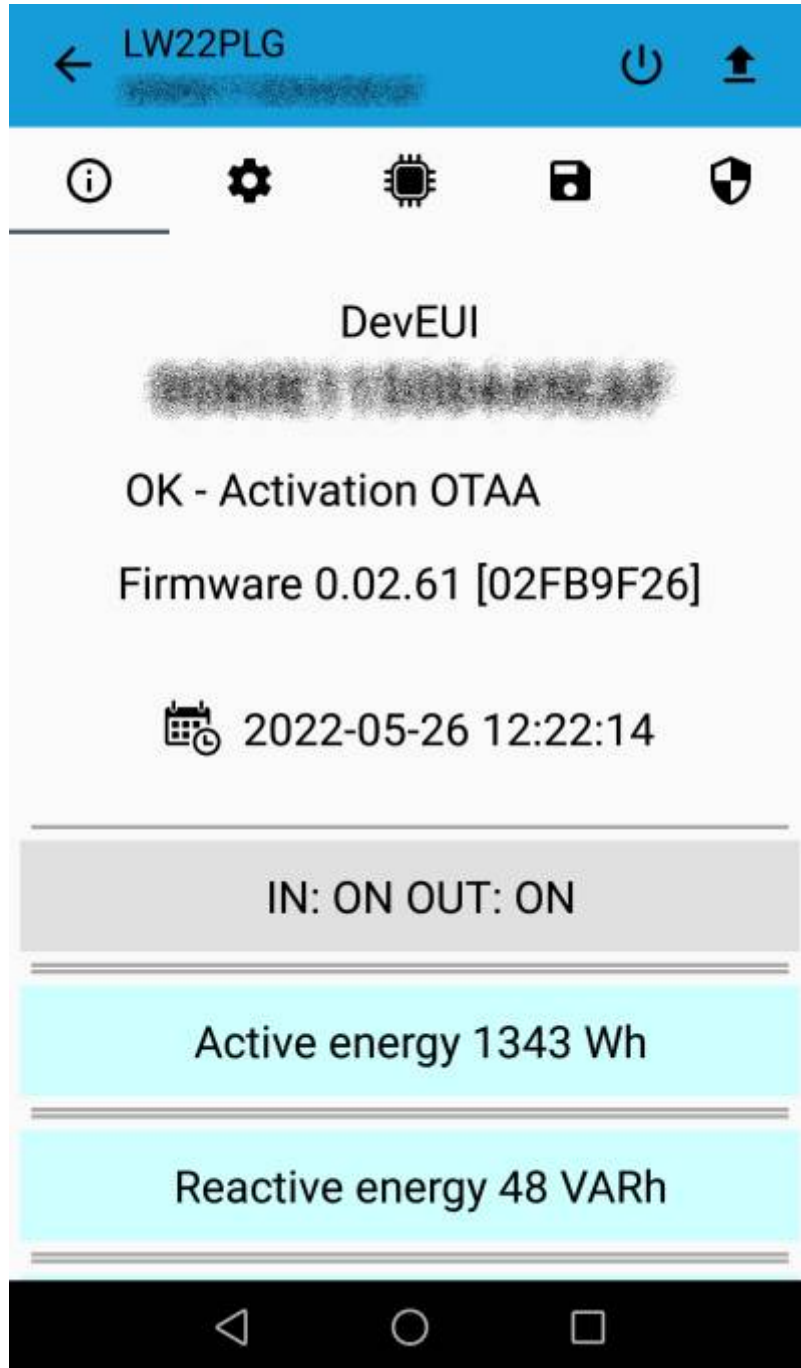 LW22PLG
DevEUI
OK - Activation OTAA
Firmware 0.02.61 [02FB9F26]
2022-05-26 12:22:14
IN: ON OUT: ON
Active energy 1343 Wh
Reactive energy 48 VARh